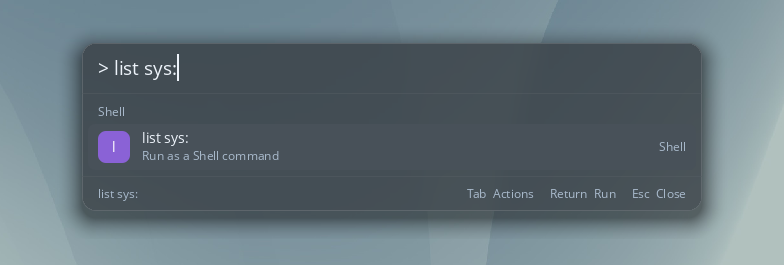 > list sys:
Shell
l
list sys:
Run as a Shell command
Shell
list sys:
Tab Actions Return Run Esc Close